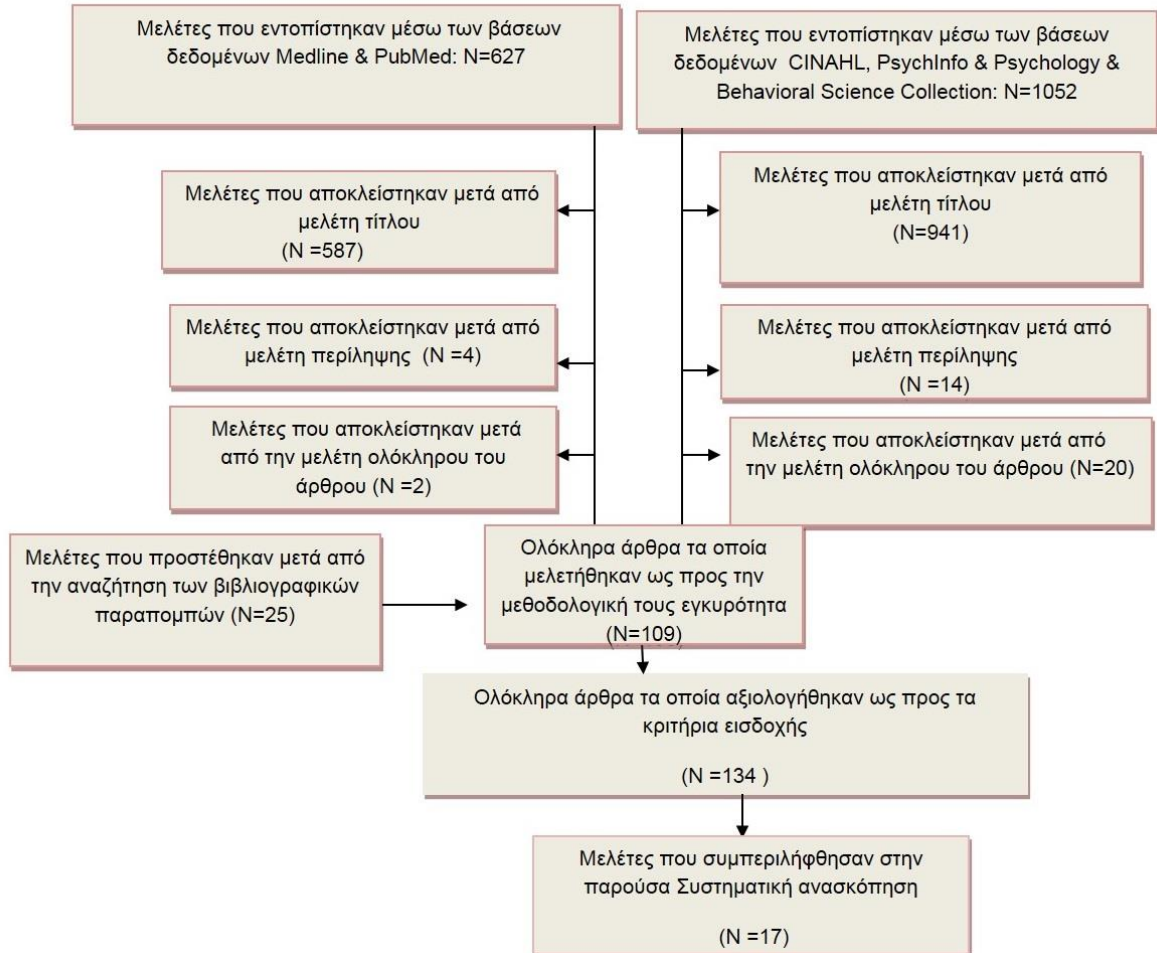 Μελέτες που εντοπίστηκαν μέσω των βάσεων
δεδομένων Medline & PubMed: N=627
Μελέτες που εντοπίστηκαν μέσω των βάσεων
δεδομένων CINAHL, PsychInfo & Psychology &
Behavioral Science Collection: N=1052
Μελέτες που αποκλείστηκαν μετά από
μελέτη τίτλου
(N =587)
Μελέτες που αποκλείστηκαν μετά από
μελέτη τίτλου
(N=941)
Μελέτες που αποκλείστηκαν μετά από
μελέτη περίληψης (N =4)
Μελέτες που αποκλείστηκαν μετά από
μελέτη περίληψης
(N =14)
Μελέτες που αποκλείστηκαν μετά
από την μελέτη ολόκληρου του
άρθρου (N =2)
Μελέτες που αποκλείστηκαν μετά από
την μελέτη ολόκληρου του άρθρου (N=20)
Μελέτες που προστέθηκαν μετά από
την αναζήτηση των βιβλιογραφικών
παραπομπών (N=25)
Ολόκληρα άρθρα τα οποία
μελετήθηκαν ως προς την
μεθοδολογική τους εγκυρότητα
(N=109)
Ολόκληρα άρθρα τα οποία αξιολογήθηκαν ως προς τα
κριτήρια εισδοχής
(N =134 )
Μελέτες που συμπεριλήφθησαν στην
παρούσα Συστηματική ανασκόπηση
(N =17)